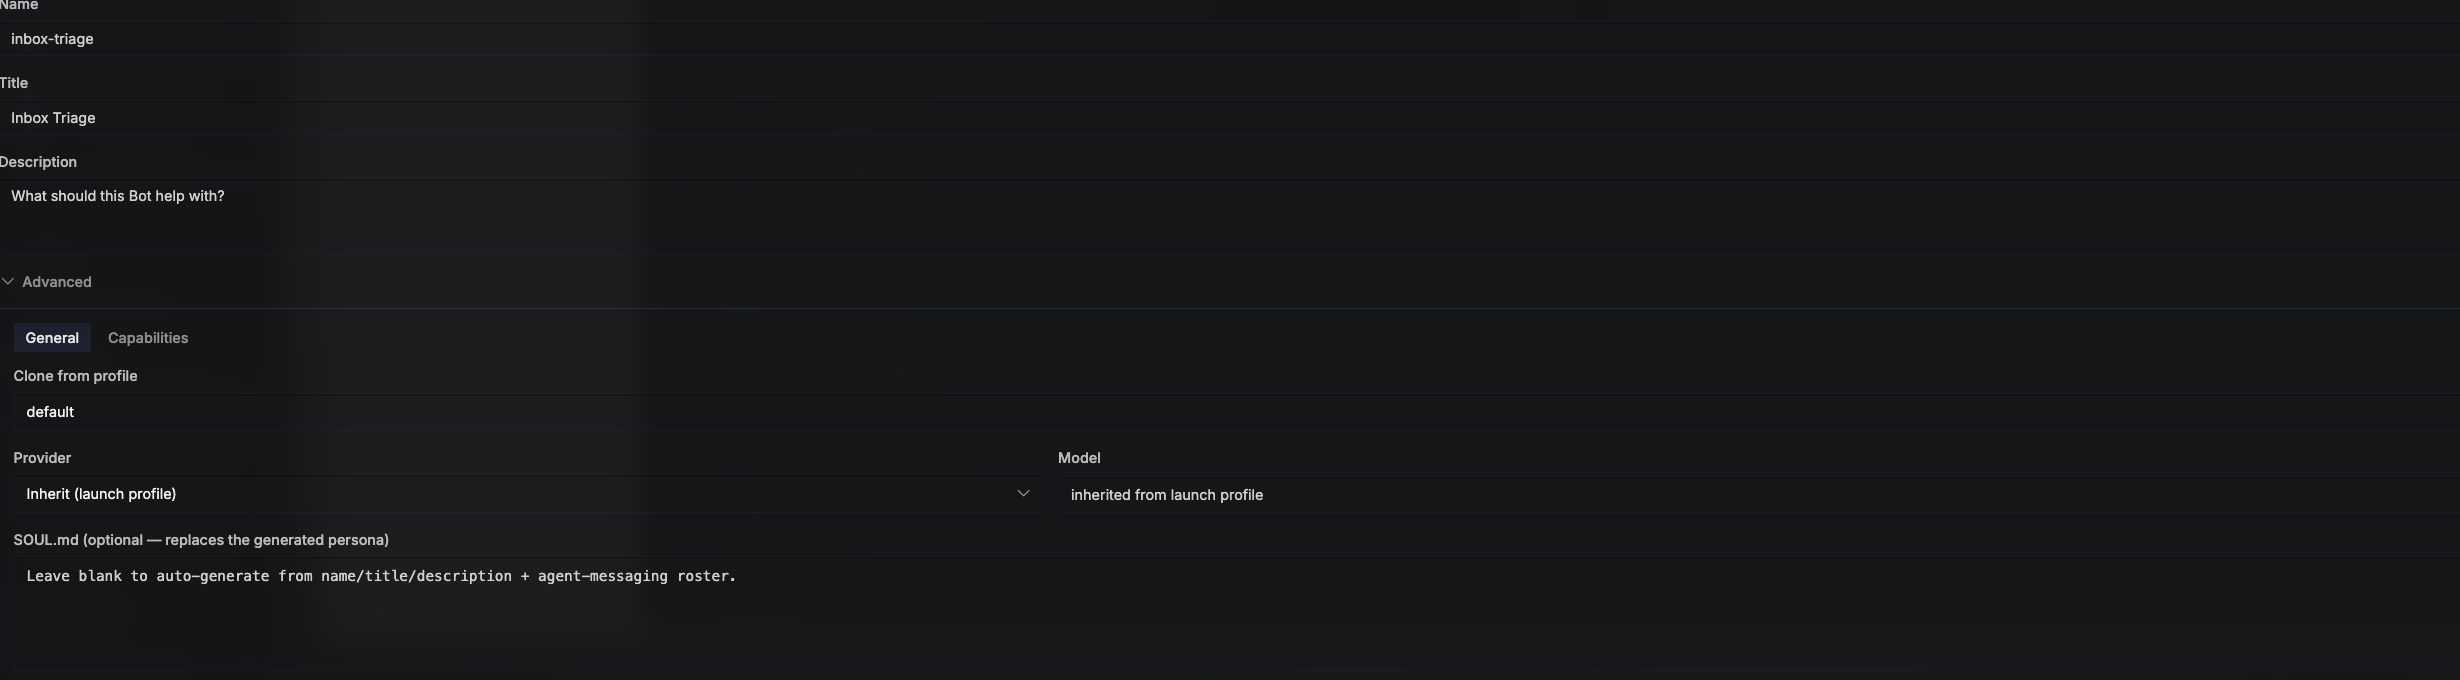 Name
inbox-triage
Title
Inbox Triage
Description
What should this Bot help with?
Advanced
General Capabilities
Clone from profile
default
Provider Model
Inherit (launch profile) inherited from launch profile
SOUL.md (optional — replaces the generated persona)
Leave blank to auto-generate from name/title/description + agent-messaging roster.